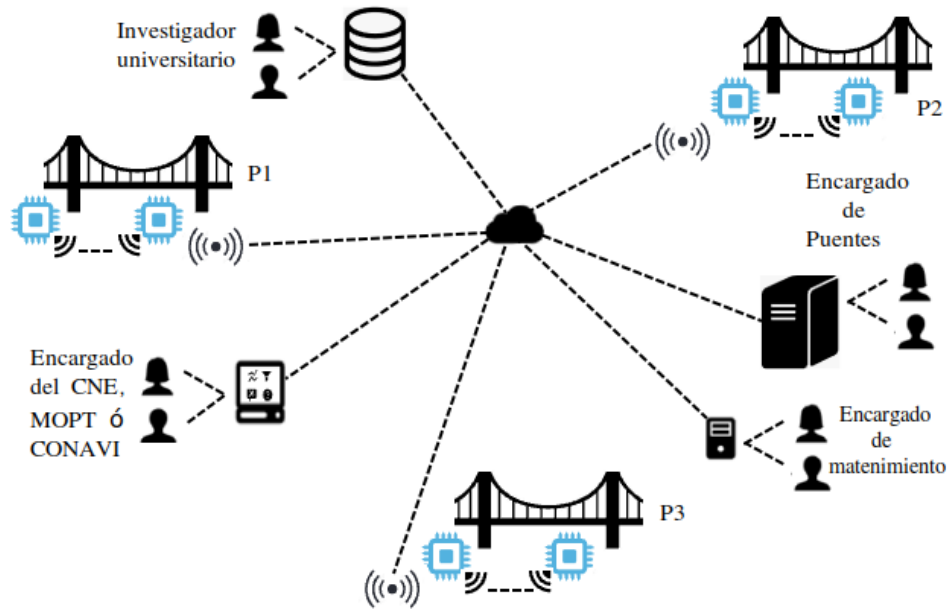 Investigador
universitario
P2
P1
Encargado
de
Puentes
Encargado
del CNE,
MOPT ó
CONAVI
Encargado
de
matenimiento
P3